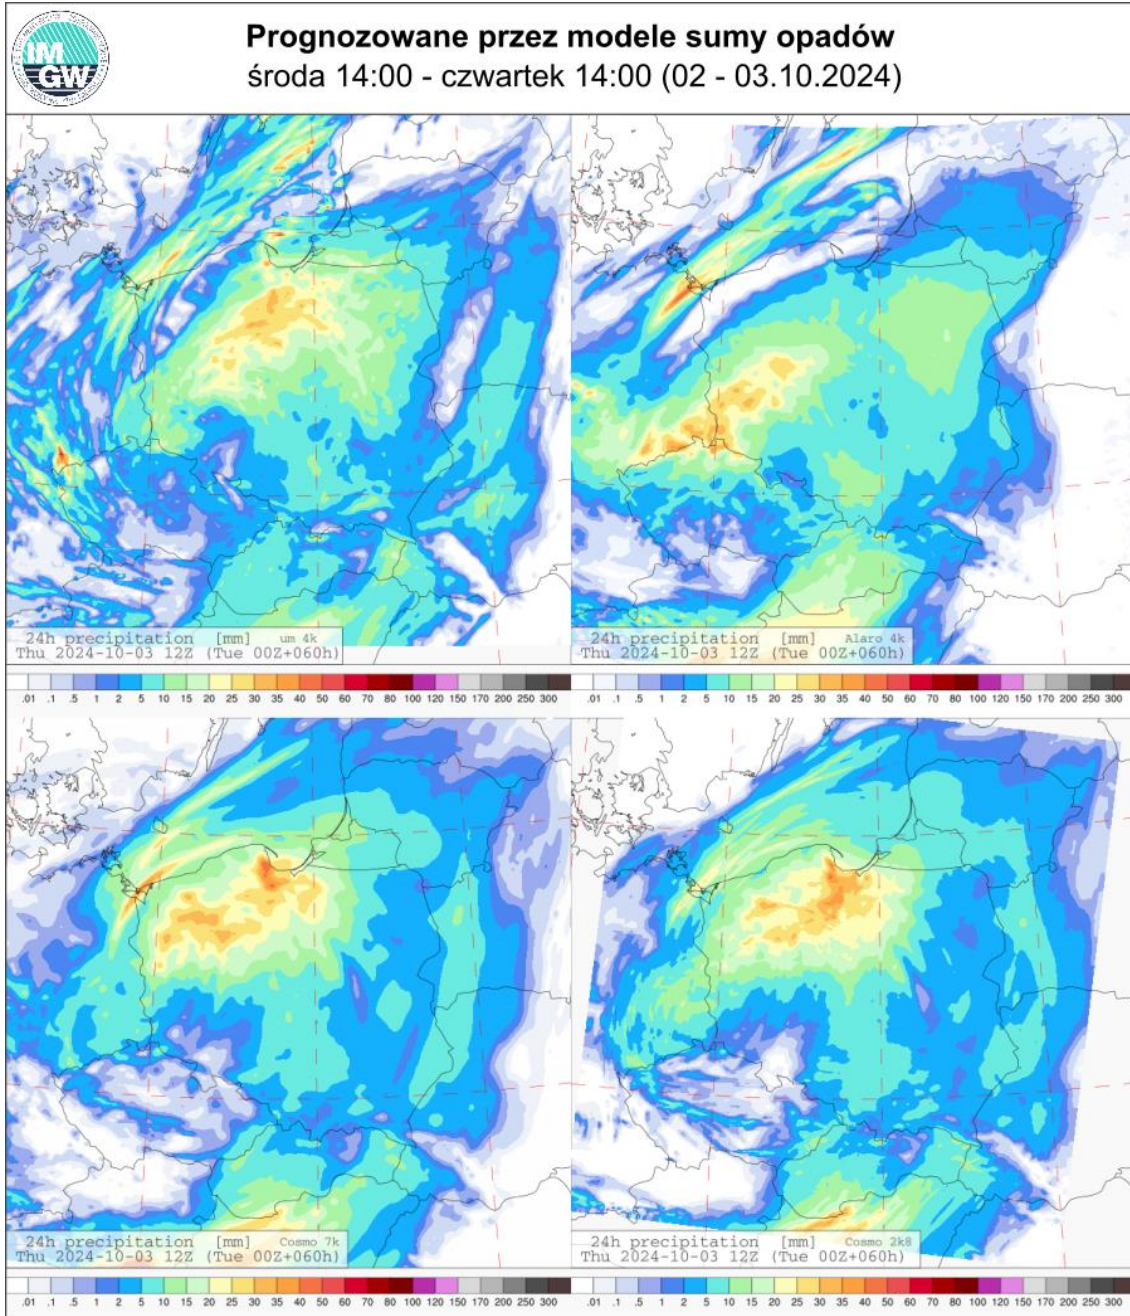 IM
GW
Prognozowane przez modele sumy opadów
środa 14:00 - czwartek 14:00 (02 - 03.10.2024)
24h precipitation [mm] um 4k
Thu 2024-10-03 12Z (Tue 00Z+060h)
24h precipitation [mm] Alaro 4k
Thu 2024-10-03 12Z (Tue 00Z+060h)
.01 .1 .5 1 2 5 10 15 20 25 30 35 40 50 60 70 80 100 120 150 170 200 250 300
.01 .1 .5 1 2 5 10 15 20 25 30 35 40 50 60 70 80 100 120 150 170 200 250 300
24h precipitation [mm] Cosmo 7k
Thu 2024-10-03 12Z (Tue 00Z+060h)
24h precipitation [mm] Cosmo 2k8
Thu 2024-10-03 12Z (Tue 00Z+060h)
.01 .1 .5 1 2 5 10 15 20 25 30 35 40 50 60 70 80 100 120 150 170 200 250 300
.01 .1 .5 1 2 5 10 15 20 25 30 35 40 50 60 70 80 100 120 150 170 200 250 300